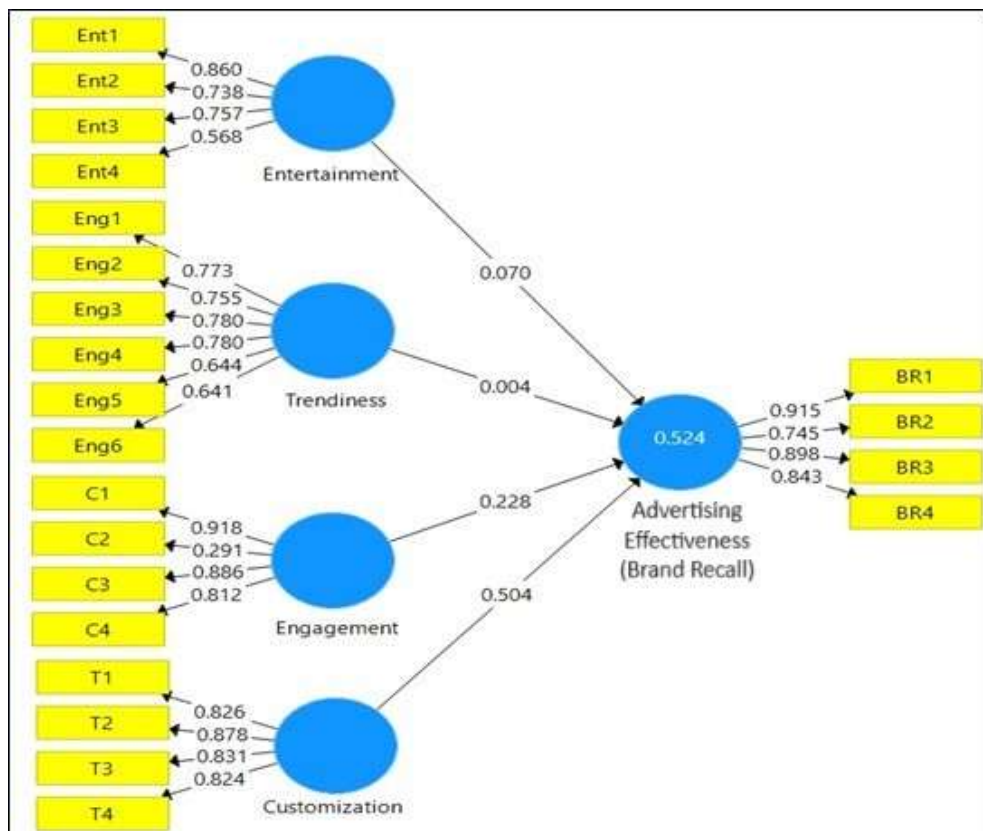 Ent1
Ent2
Ent3
Ent4
0.860
0.738
0.757
0.568
Entertainment
Eng1
Eng2
Eng3
Eng4
Eng5
Eng6
0.773
0.755
0.780
0.780
0.644
0.641
Trendiness
C1
C2
C3
C4
0.918
0.291
0.886
0.812
Engagement
T1
T2
T3
T4
0.826
0.878
0.831
0.824
Customization
0.070
0.004
0.228
0.504
0.524
Advertising
Effectiveness
(Brand Recall)
0.915
0.745
0.898
0.843
BR1
BR2
BR3
BR4